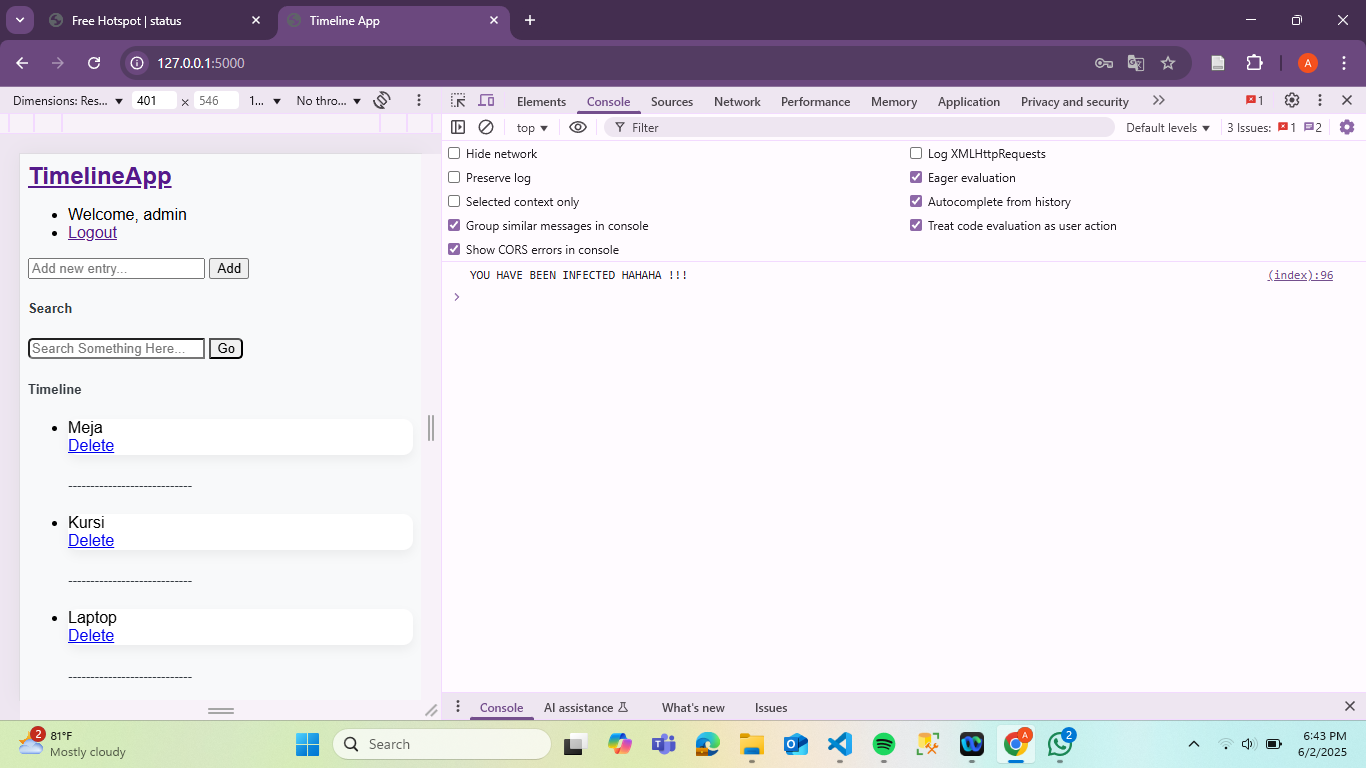 Free Hotspot | status
Timeline App
127.0.0.1:5000
A
Dimensions: Res... 401 × 546 1... No thro...
Elements Console Sources Network Performance Memory Application Privacy and security 1
top Filter Default levels 3 Issues: 1 2
Hide network
Log XMLHttpRequests
Preserve log
Eager evaluation
Selected context only
Autocomplete from history
Group similar messages in console
Treat code evaluation as user action
Show CORS errors in console
YOU HAVE BEEN INFECTED HAHAHA !!! (index):96
TimelineApp
Welcome, admin
Logout
Add new entry... Add
Search
Search Something Here... Go
Timeline
Meja
Delete
----------------------------
Kursi
Delete
----------------------------
Laptop
Delete
----------------------------
Console AI assistance What's new Issues
2 81°F
Mostly cloudy
Search
A
2
6:43 PM
6/2/2025